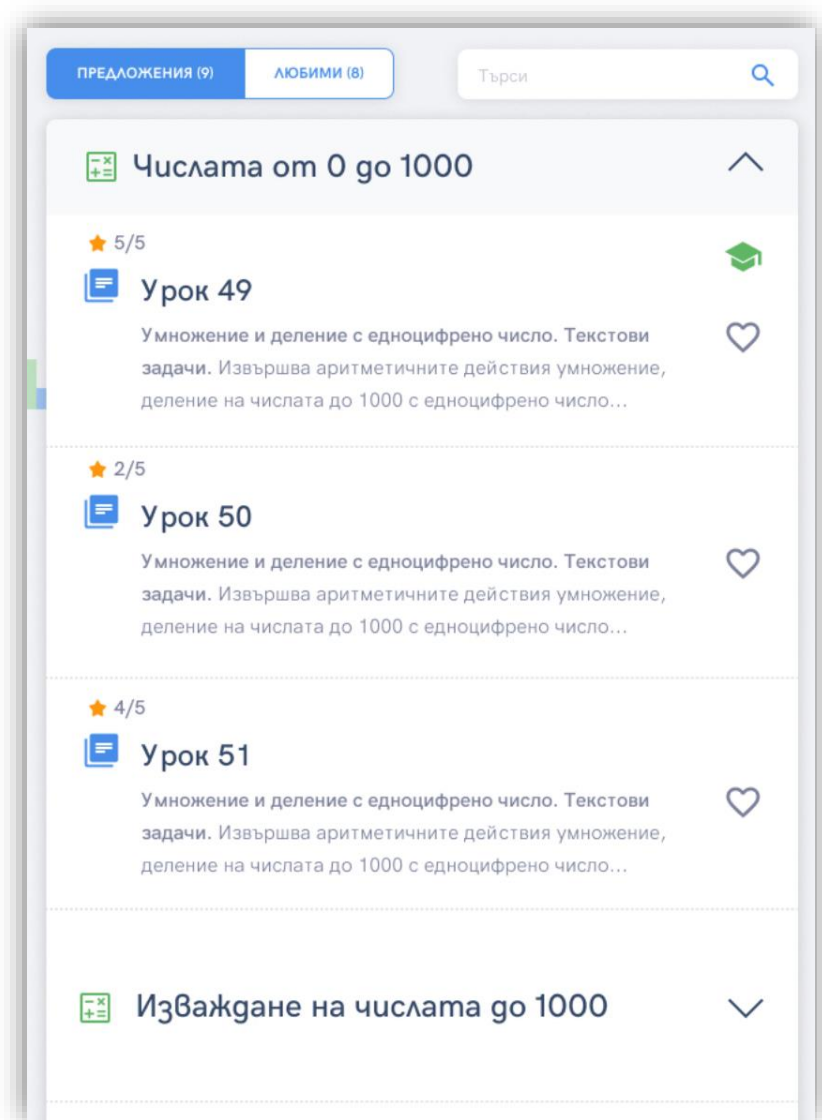 ПРЕДЛОЖЕНИЯ (9) ЛЮБИМИ (8) Търси
Числата от 0 до 1000
5/5
Урок 49
Умножение и деление с едноцифрено число. Текстови
задачи. Извършва аритметичните действия умножение,
деление на числата до 1000 с едноцифрено число...
2/5
Урок 50
Умножение и деление с едноцифрено число. Текстови
задачи. Извършва аритметичните действия умножение,
деление на числата до 1000 с едноцифрено число...
4/5
Урок 51
Умножение и деление с едноцифрено число. Текстови
задачи. Извършва аритметичните действия умножение,
деление на числата до 1000 с едноцифрено число...
Изваждане на числата до 1000